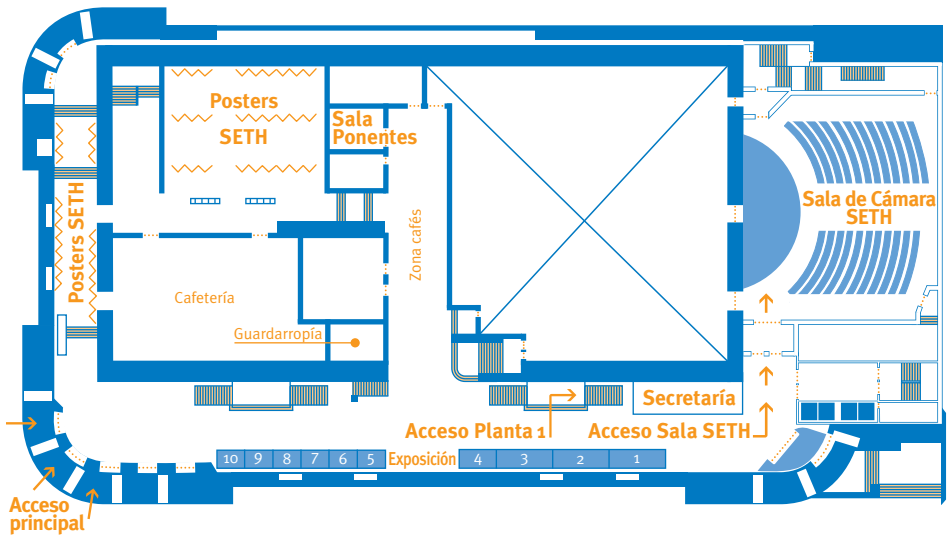 Posters
SETH
Sala
Ponentes
Posters SETH
Sala de Cámara
SETH
Zona cafés
Cafetería
Guardarropía
Secretaría
Acceso Planta 1
Acceso Sala SETH
10 9 8 7 6 5 Exposición 4 3 2 1
Acceso
principal